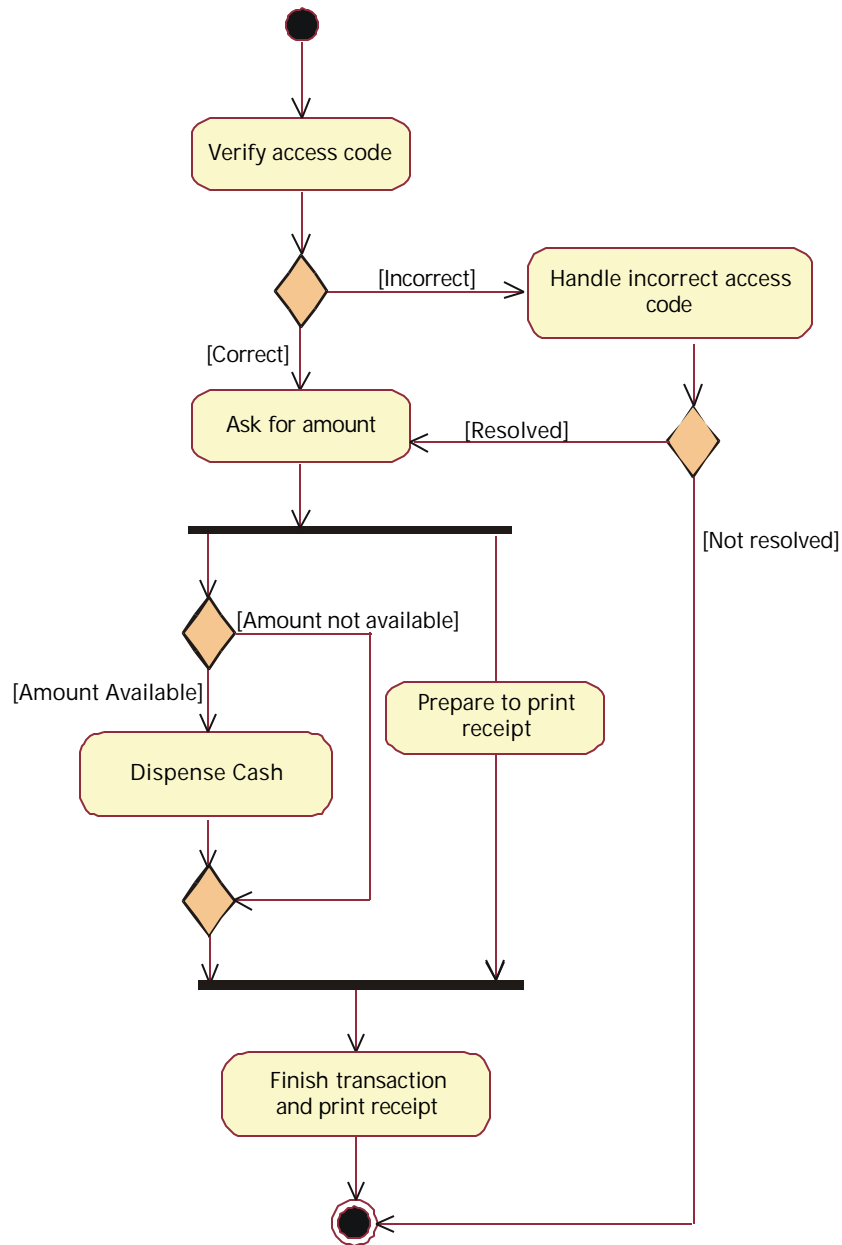 Verify access code
[Incorrect]
Handle incorrect access
code
[Correct]
Ask for amount
[Resolved]
[Not resolved]
[Amount not available]
[Amount Available]
Prepare to print
receipt
Dispense Cash
Finish transaction
and print receipt